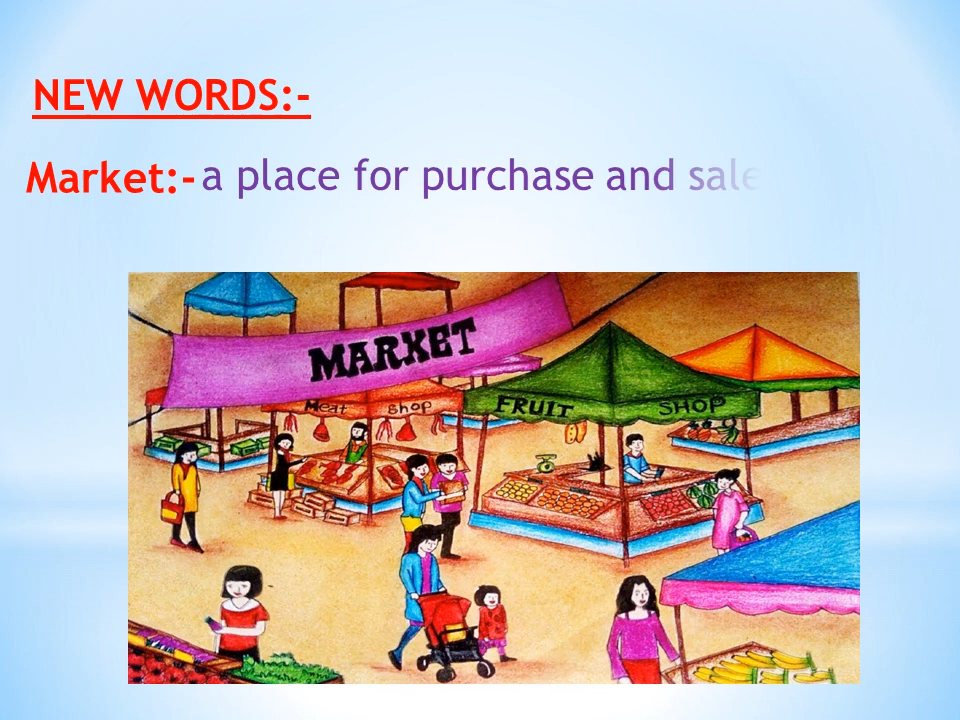 NEW WORDS:-
Market:- a place for purchase and sale
MARKET
Meat shop
FRUIT SHOP